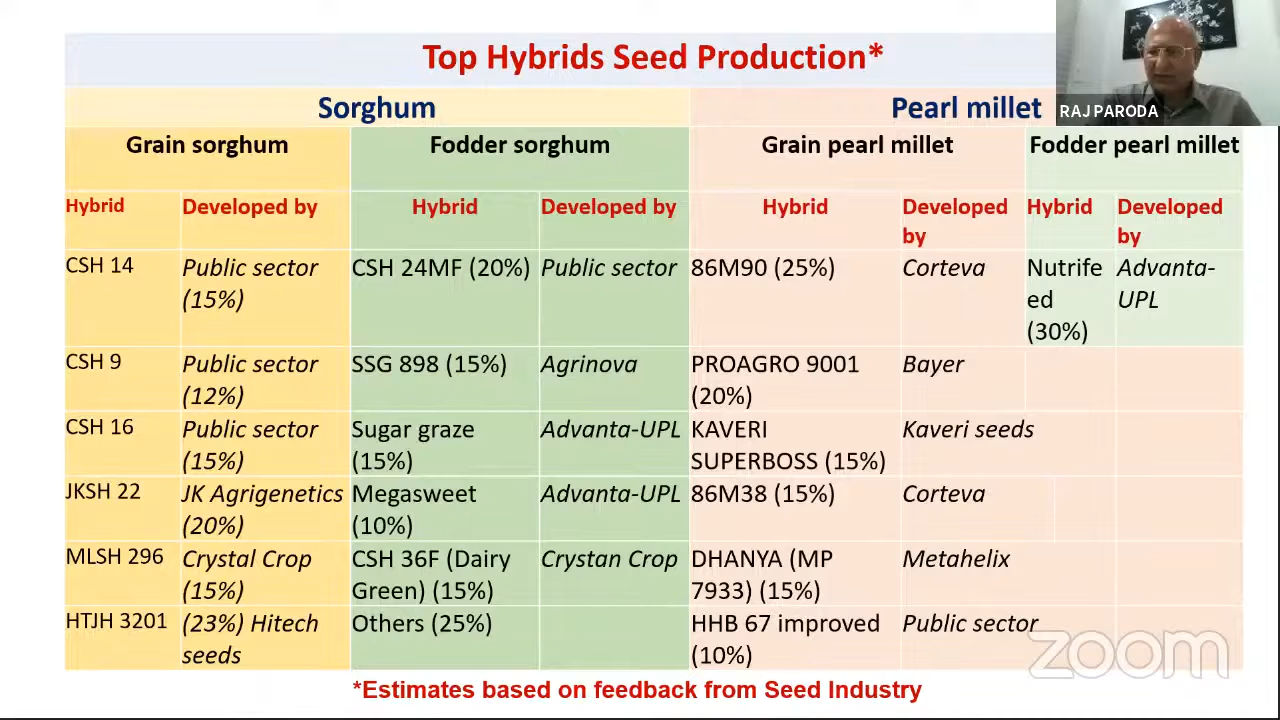 Top Hybrids Seed Production*
RAJ PARODA
Sorghum
Pearl millet
Grain sorghum
Fodder sorghum
Grain pearl millet
Fodder pearl millet
Hybrid
Developed by
Hybrid
Developed by
Hybrid
Developed
by
Hybrid
Developed
by
CSH 14
Public sector
(15%)
CSH 24MF (20%)
Public sector
86M90 (25%)
Corteva
Nutrife
ed
(30%)
Advanta-
UPL
CSH 9
Public sector
(12%)
SSG 898 (15%)
Agrinova
PROAGRO 9001
(20%)
Bayer
CSH 16
Public sector
(15%)
Sugar graze
(15%)
Advanta-UPL
KAVERI
SUPERBOSS (15%)
Kaveri seeds
JKSH 22
JK Agrigenetics
(20%)
Megasweet
(10%)
Advanta-UPL
86M38 (15%)
Corteva
MLSH 296
Crystal Crop
(15%)
CSH 36F (Dairy
Green) (15%)
Crystan Crop
DHANYA (MP
7933) (15%)
Metahelix
HTJH 3201
(23%) Hitech
seeds
Others (25%)
HHB 67 improved
(10%)
Public sector
zoom
*Estimates based on feedback from Seed Industry